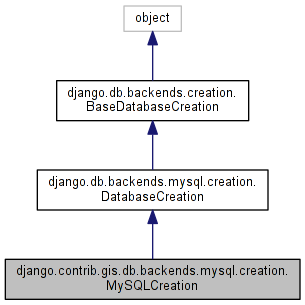 object
django.db.backends.creation.
BaseDatabaseCreation
django.db.backends.mysql.creation.
DatabaseCreation
django.contrib.gis.db.backends.mysql.creation.
MySQLCreation